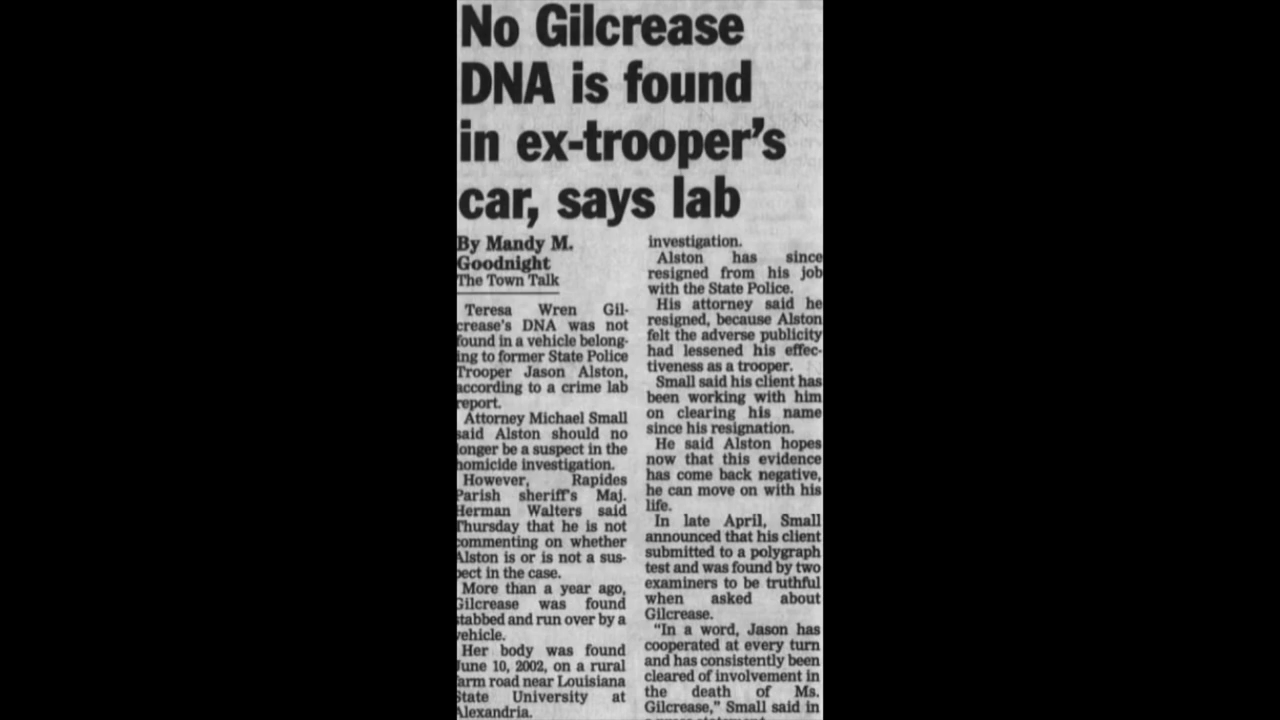 No Gilcrease
DNA is found
in ex-trooper's
car, says lab
By Mandy M.
Goodnight
The Town Talk
Teresa Wren Gil-
crease's DNA was not
found in a vehicle belong-
ing to former State Police
Trooper Jason Alston,
according to a crime lab
report.
Attorney Michael Small
said Alston should no
longer be a suspect in the
homicide investigation.
However, Rapides
Parish sheriff's Maj.
Herman Walters said
Thursday that he is not
commenting on whether
Alston is or is not a sus-
pect in the case.
More than a year ago,
Gilcrease was found
stabbed and run over by a
vehicle.
Her body was found
June 10, 2002, on a rural
farm road near Louisiana
State University at
Alexandria.
investigation.
Alston has since
resigned from his job
with the State Police.
His attorney said he
resigned, because Alston
felt the adverse publicity
had lessened his effec-
tiveness as a trooper.
Small said his client has
been working with him
on clearing his name
since his resignation.
He said Alston hopes
now that this evidence
has come back negative,
he can move on with his
life.
In late April, Small
announced that his client
submitted to a polygraph
test and was found by two
examiners to be truthful
when asked about
Gilcrease.
"In a word, Jason has
cooperated at every turn
and has consistently been
cleared of involvement in
the death of Ms.
Gilcrease," Small said in